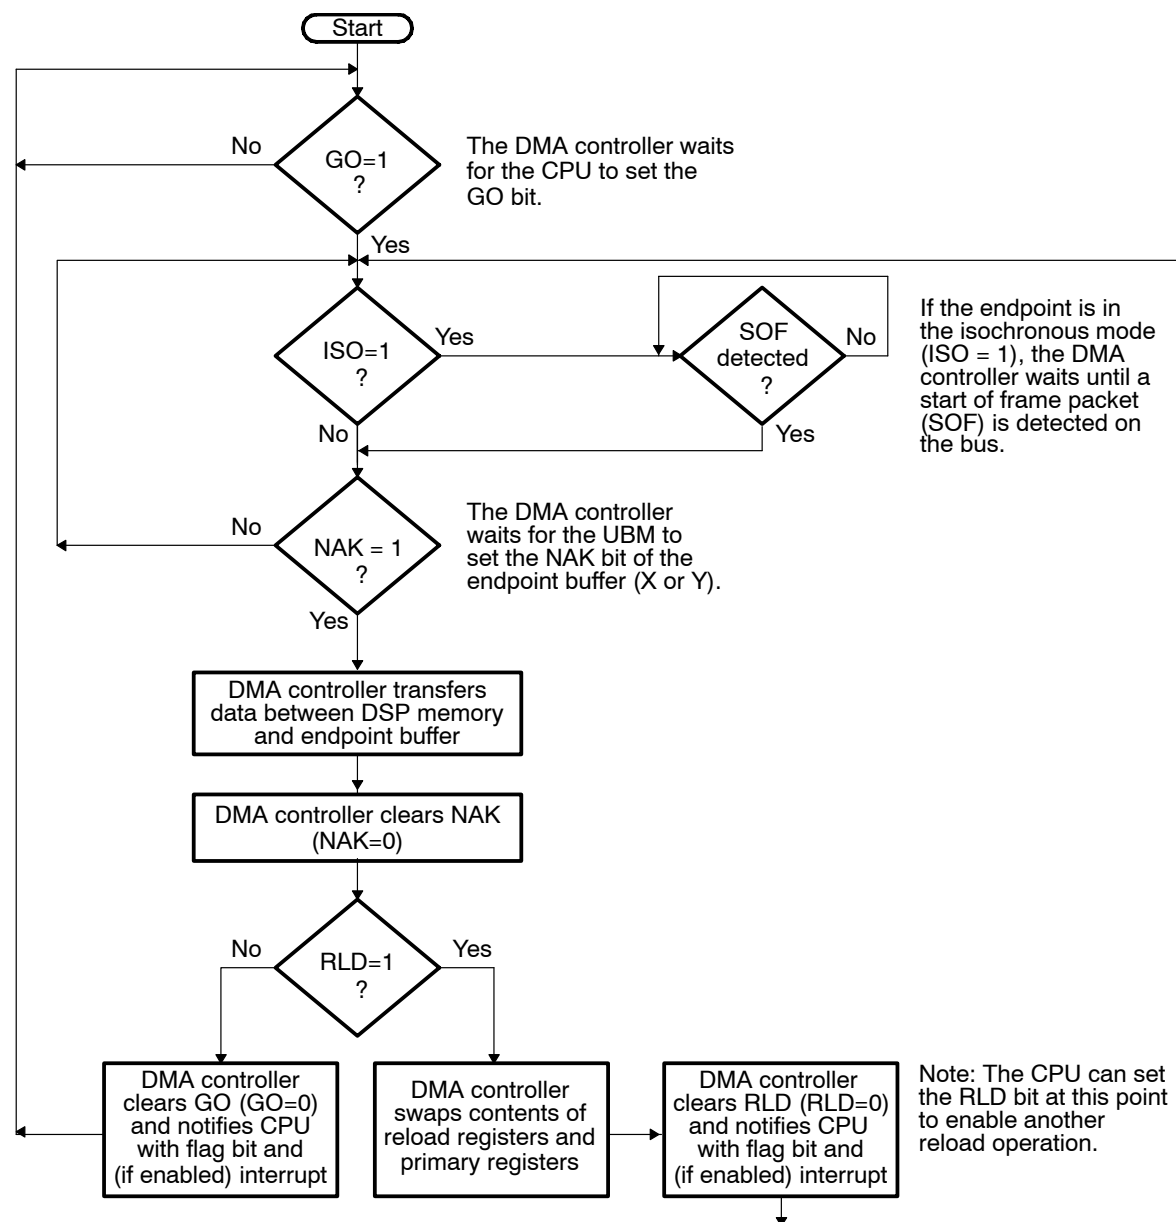 Start
No
GO=1
?
The DMA controller waits
for the CPU to set the
GO bit.
Yes
ISO=1
?
Yes
SOF
detected
?
No
If the endpoint is in
the isochronous mode
(ISO = 1), the DMA
controller waits until a
start of frame packet
(SOF) is detected on
the bus.
No
Yes
No
NAK = 1
?
The DMA controller
waits for the UBM to
set the NAK bit of the
endpoint buffer (X or Y).
Yes
DMA controller transfers
data between DSP memory
and endpoint buffer
DMA controller clears NAK
(NAK=0)
No
RLD=1
?
Yes
DMA controller
clears GO (GO=0)
and notifies CPU
with flag bit and
(if enabled) interrupt
DMA controller
swaps contents of
reload registers and
primary registers
DMA controller
clears RLD (RLD=0)
and notifies CPU
with flag bit and
(if enabled) interrupt
Note: The CPU can set
the RLD bit at this point
to enable another
reload operation.